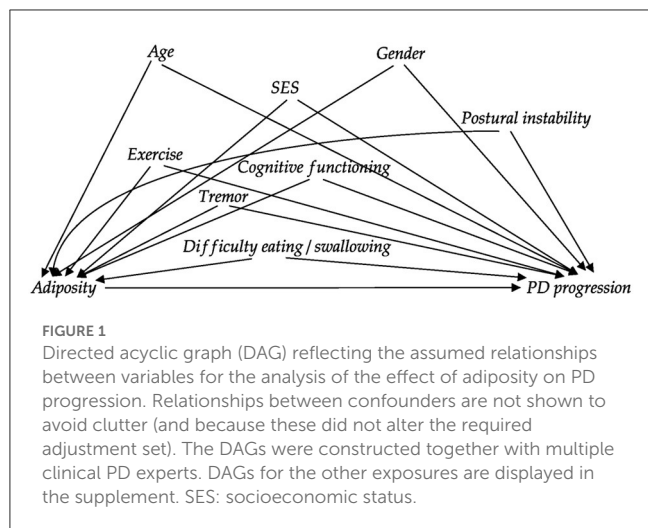 Age
Gender
SES
Postural instability
Exercise
Cognitive functioning
Tremor
Difficulty eating / swallowing
Adiposity
PD progression
FIGURE 1
Directed acyclic graph (DAG) reflecting the assumed relationships
between variables for the analysis of the effect of adiposity on PD
progression. Relationships between confounders are not shown to
avoid clutter (and because these did not alter the required
adjustment set). The DAGs were constructed together with multiple
clinical PD experts. DAGs for the other exposures are displayed in
the supplement. SES: socioeconomic status.